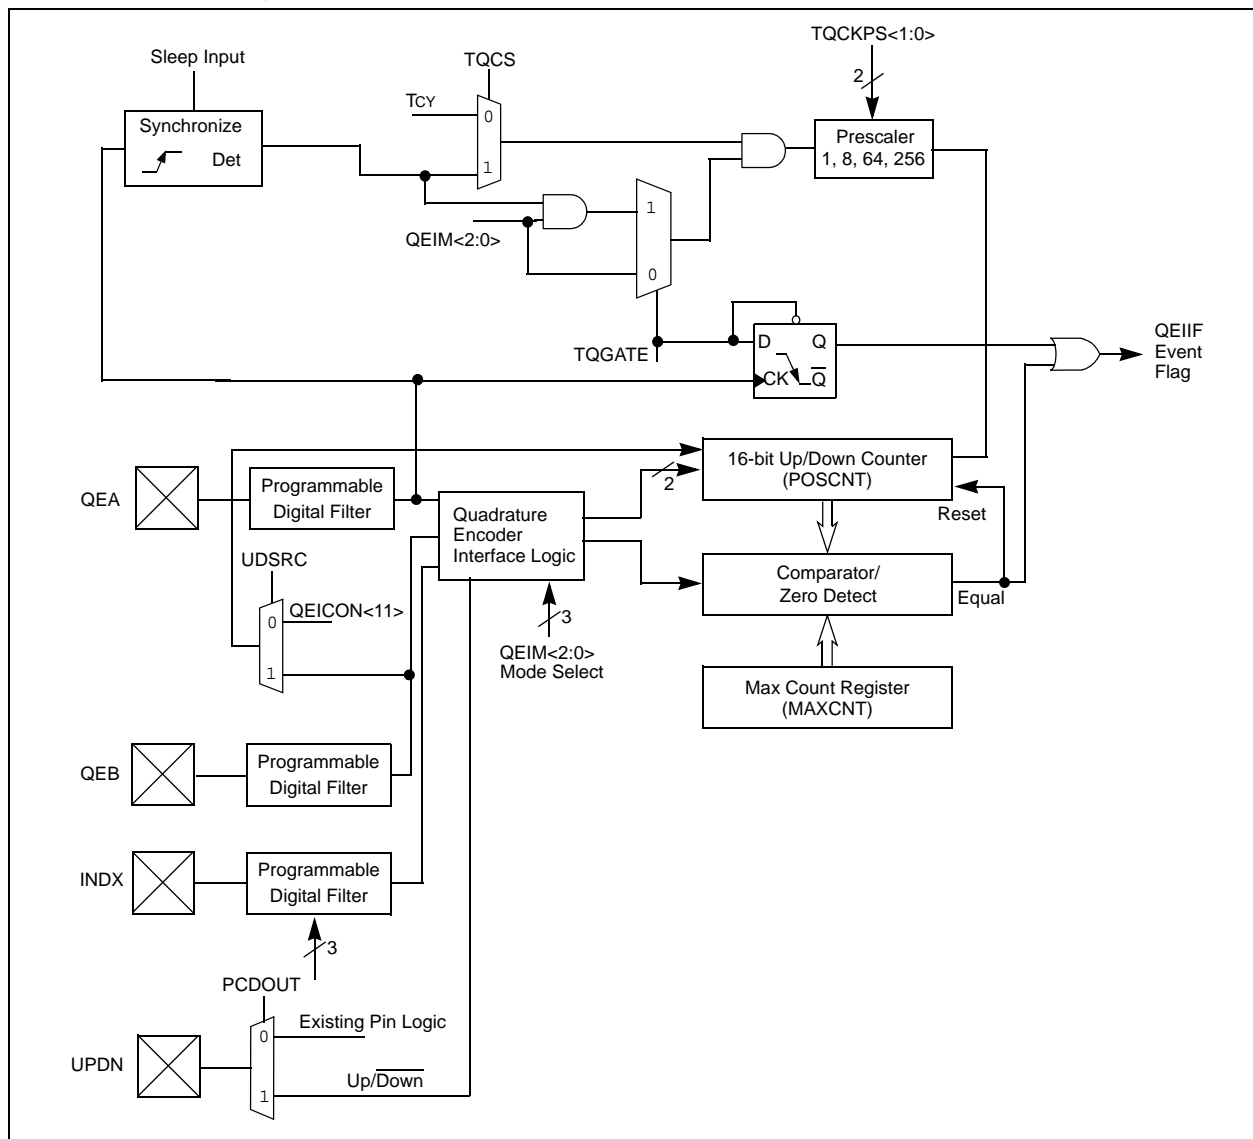 TQCKPS<1:0>
Sleep Input
TQCS
2
TCY
0
Synchronize
Det
Prescaler
1, 8, 64, 256
1
1
QEIM<2:0>
0
D
Q
QEIIF
Event
Flag
TQGATE
CK
Q
16-bit Up/Down Counter
(POSCNT)
QEA
Programmable
Digital Filter
2
Quadrature
Encoder
Interface Logic
Reset
UDSRC
Comparator/
Zero Detect
Equal
QEICON<11>
0
3
QEIM<2:0>
Mode Select
1
Max Count Register
(MAXCNT)
QEB
Programmable
Digital Filter
INDX
Programmable
Digital Filter
3
PCDOUT
Existing Pin Logic
0
UPDN
Up/Down
1